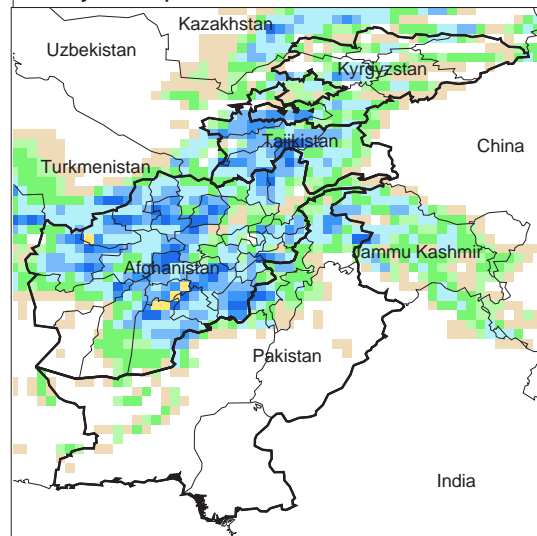 Kazakhstan
Uzbekistan
Kyrgyzstan
Tajikistan
China
Turkmenistan
Jammu Kashmir
Afghanistan
Pakistan
India